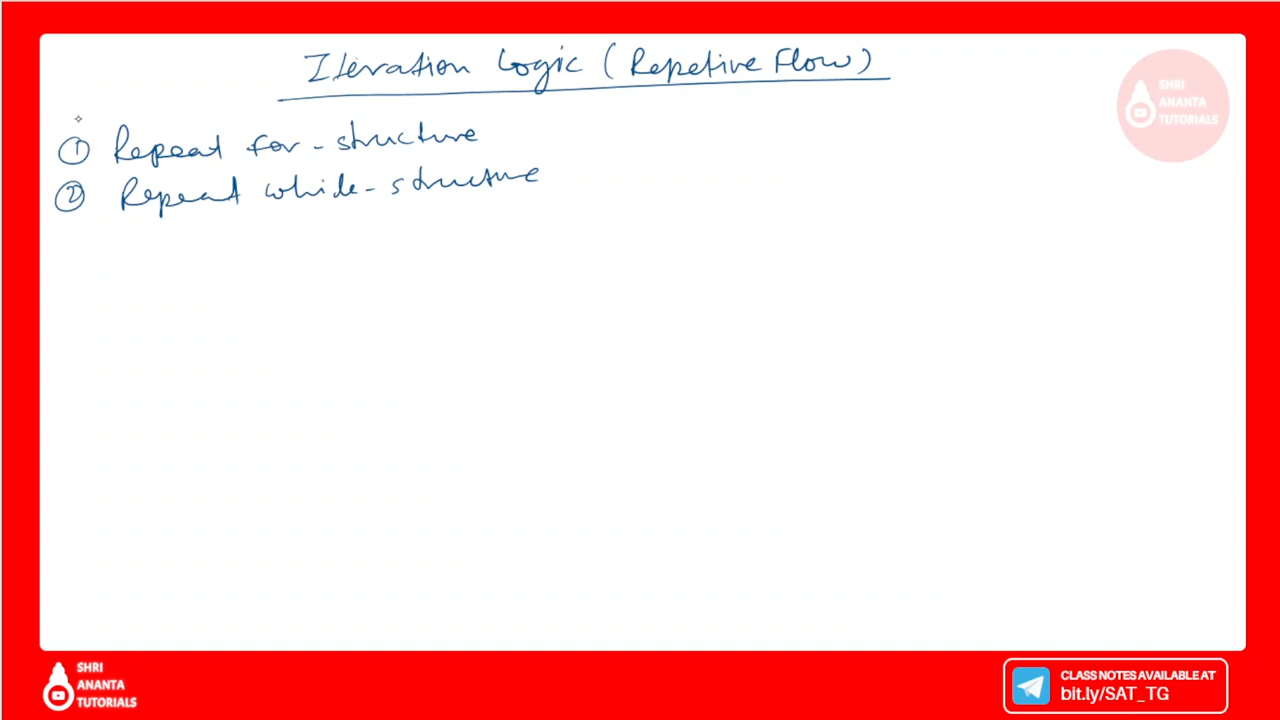 Iteration Logic (Repetive Flow)
SHRI
ANANTA
TUTORIALS
① Repeat for - structure
② Repeat while - structure
SHRI
ANANTA
TUTORIALS
CLASS NOTES AVAILABLE AT
bit.ly/SAT_TG